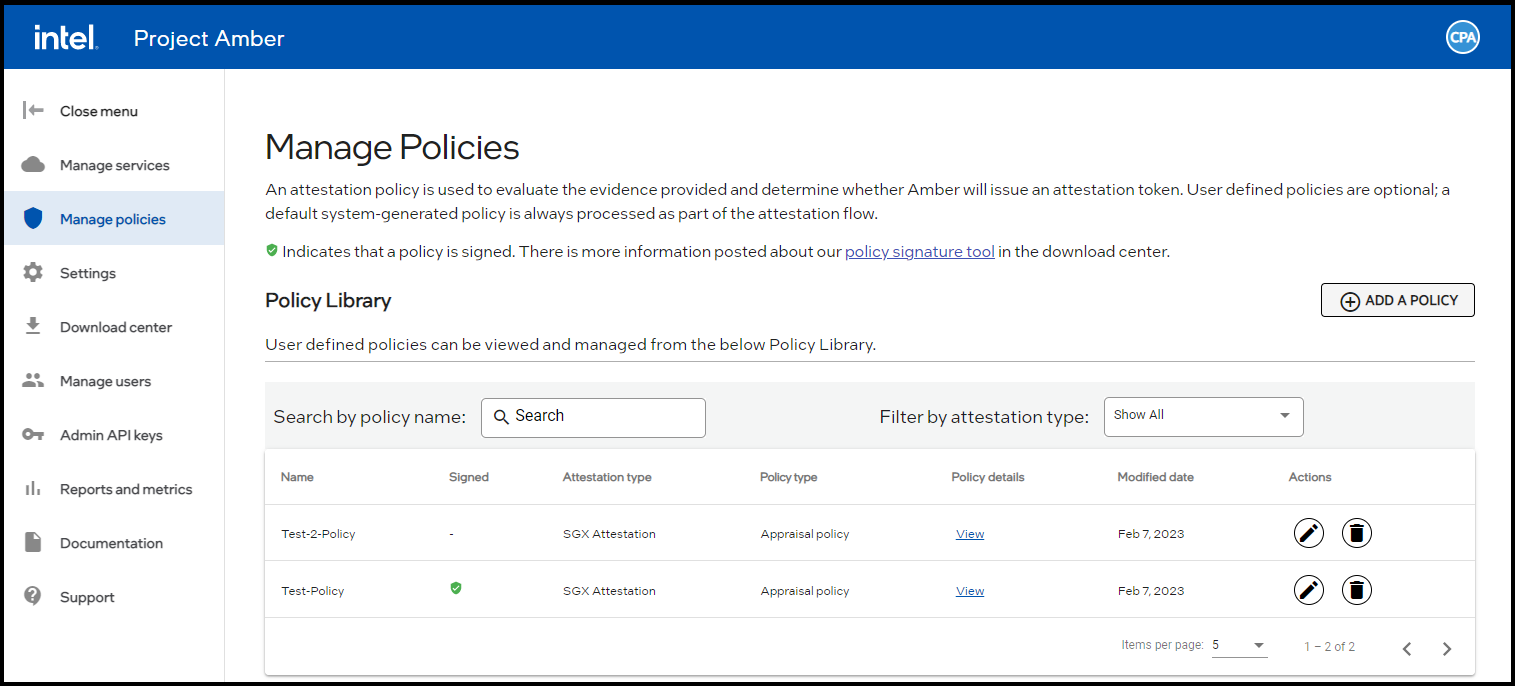 intel. Project Amber CPA
Close menu
Manage services
Manage policies
Settings
Download center
Manage users
Admin API keys
Reports and metrics
Documentation
Support
Manage Policies
An attestation policy is used to evaluate the evidence provided and determine whether Amber will issue an attestation token. User defined policies are optional; a
default system-generated policy is always processed as part of the attestation flow.
Indicates that a policy is signed. There is more information posted about our policy signature tool in the download center.
Policy Library
ADD A POLICY
User defined policies can be viewed and managed from the below Policy Library.
Search by policy name: Search Filter by attestation type: Show All
Name Signed Attestation type Policy type Policy details Modified date Actions
Test-2-Policy - SGX Attestation Appraisal policy View Feb 7, 2023
Test-Policy SGX Attestation Appraisal policy View Feb 7, 2023
Items per page: 5 1 – 2 of 2